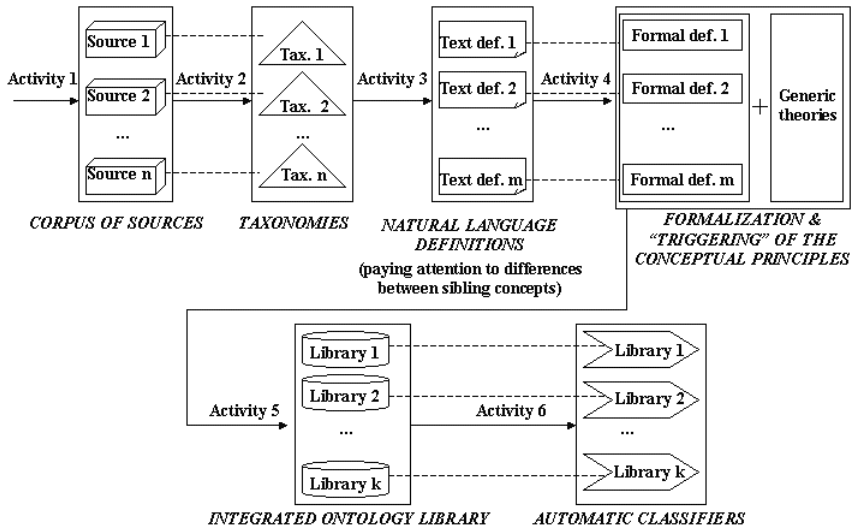 Activity 1
Source 1
Source 2
...
Source n
CORPUS OF SOURCES
Activity 2
Tax. 1
Tax. 2
...
Tax. n
TAXONOMIES
Activity 3
Text def. 1
Text def. 2
...
Text def. m
NATURAL LANGUAGE
DEFINITIONS
(paying attention to differences
between sibling concepts)
Activity 4
Formal def. 1
Formal def. 2
...
Formal def. m
+
Generic
theories
FORMALIZATION &
“TRIGGERING” OF THE
CONCEPTUAL PRINCIPLES
Activity 5
Library 1
Library 2
...
Library k
INTEGRATED ONTOLOGY LIBRARY
Activity 6
Library 1
Library 2
...
Library k
AUTOMATIC CLASSIFIERS